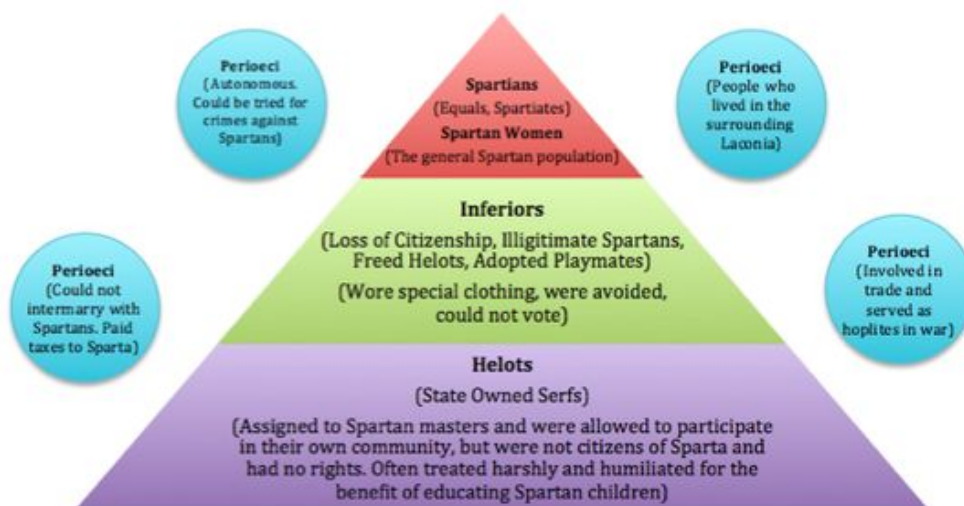 Perioeci
(Autonomous.
Could be tried for
crimes against
Spartans)
Spartians
(Equals, Spartiates)
Spartan Women
(The general Spartan population)
Perioeci
(People who
lived in the
surrounding
Laconia)
Inferiors
(Loss of Citizenship, Illigitimate Spartans,
Freed Helots, Adopted Playmates)
(Wore special clothing, were avoided,
could not vote)
Perioeci
(Could not
intermarry with
Spartans. Paid
taxes to Sparta)
Perioeci
(Involved in
trade and
served as
hoplites in war)
Helots
(State Owned Serfs)
(Assigned to Spartan masters and were allowed to participate
in their own community, but were not citizens of Sparta and
had no rights. Often treated harshly and humiliated for the
benefit of educating Spartan children)